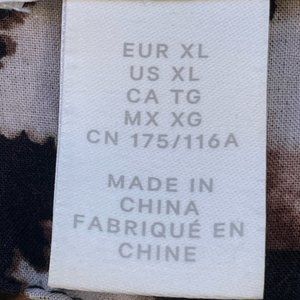 EUR XL
US XL
CA TG
MX XG
CN 175/116A
MADE IN
CHINA
FABRIQUÉ EN
CHINE